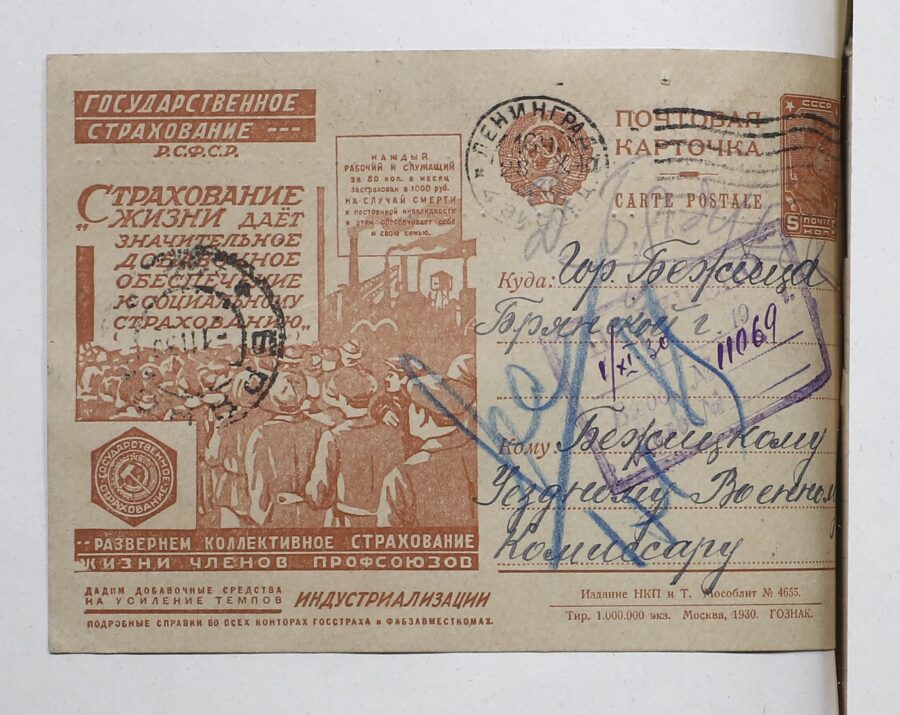 ГОСУДАРСТВЕННОЕ
СТРАХОВАНИЕ
Р.С.Ф.С.Р.
„СТРАХОВАНИЕ
ЖИЗНИ ДАЁТ
ЗНАЧИТЕЛЬНОЕ
ОБЕСПЕЧЕНИЕ
К СОЦИАЛЬНОМУ
СТРАХОВАНИЮ"
КАЖДЫЙ
РАБОЧИЙ И СЛУЖАЩИЙ
за 80 коп. в месяц
застрахован в 1000 руб.
НА СЛУЧАЙ СМЕРТИ
и постоянной инвалидности
и этим обеспечивает себя
и свою семью.
ГОСУДАРСТВЕННОЕ
СТРАХОВАНИЕ
--РАЗВЕРНЕМ КОЛЛЕКТИВНОЕ СТРАХОВАНИЕ
ЖИЗНИ ЧЛЕНОВ ПРОФСОЮЗОВ
ДАДИМ ДОБАВОЧНЫЕ СРЕДСТВА
НА УСИЛЕНИЕ ТЕМПОВ ИНДУСТРИАЛИЗАЦИИ
ПОДРОБНЫЕ СПРАВКИ ВО ВСЕХ КОНТОРАХ ГОССТРАХА и ФАБЗАВМЕСТКОМАХ.
ЛЕНИНГРАД
ПОЧТОВАЯ
КАРТОЧКА
CARTE POSTALE
СССР
5
Куда: Гор. Бежица
Брянской г.
1/XI 30
11069
Кому: Бежицкому
Уездному Военному
Комиссару
Издание НКП и Т. Мособлит № 4655.
Тир. 1.000.000 экз. Москва, 1930. ГОЗНАК.